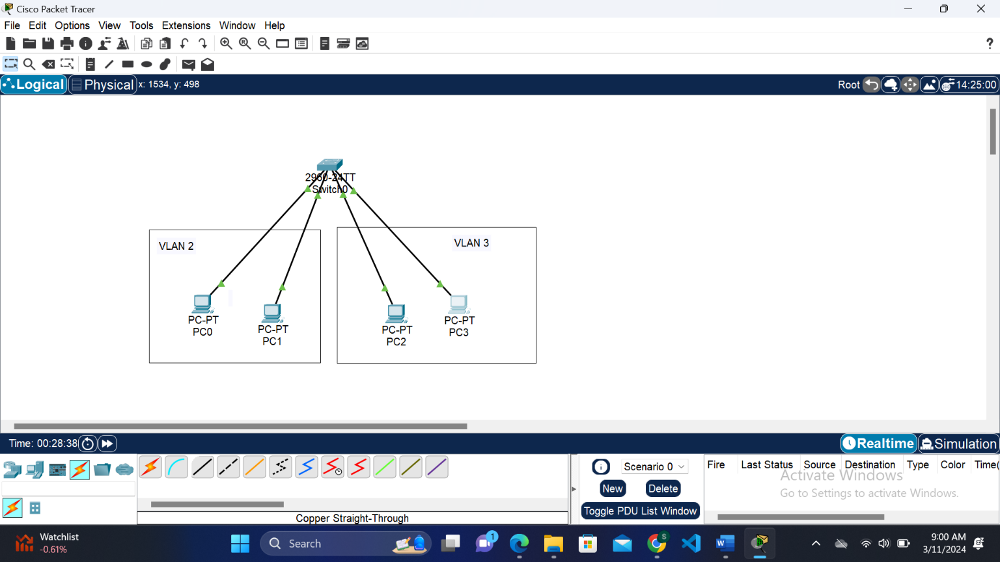 Cisco Packet Tracer
File Edit Options View Tools Extensions Window Help
?
Logical Physical x: 1534, y: 498 Root 14:25:00
2960-24TT
Switch0
VLAN 2
VLAN 3
PC-PT
PC0
PC-PT
PC1
PC-PT
PC2
PC-PT
PC3
Time: 00:28:38 Realtime Simulation
Scenario 0
New Delete
Toggle PDU List Window
Fire Last Status Source Destination Type Color Time(
Activate Windows
Go to Settings to activate Windows.
Copper Straight-Through
Watchlist
-0.61%
Search
1
S
9:00 AM
3/11/2024